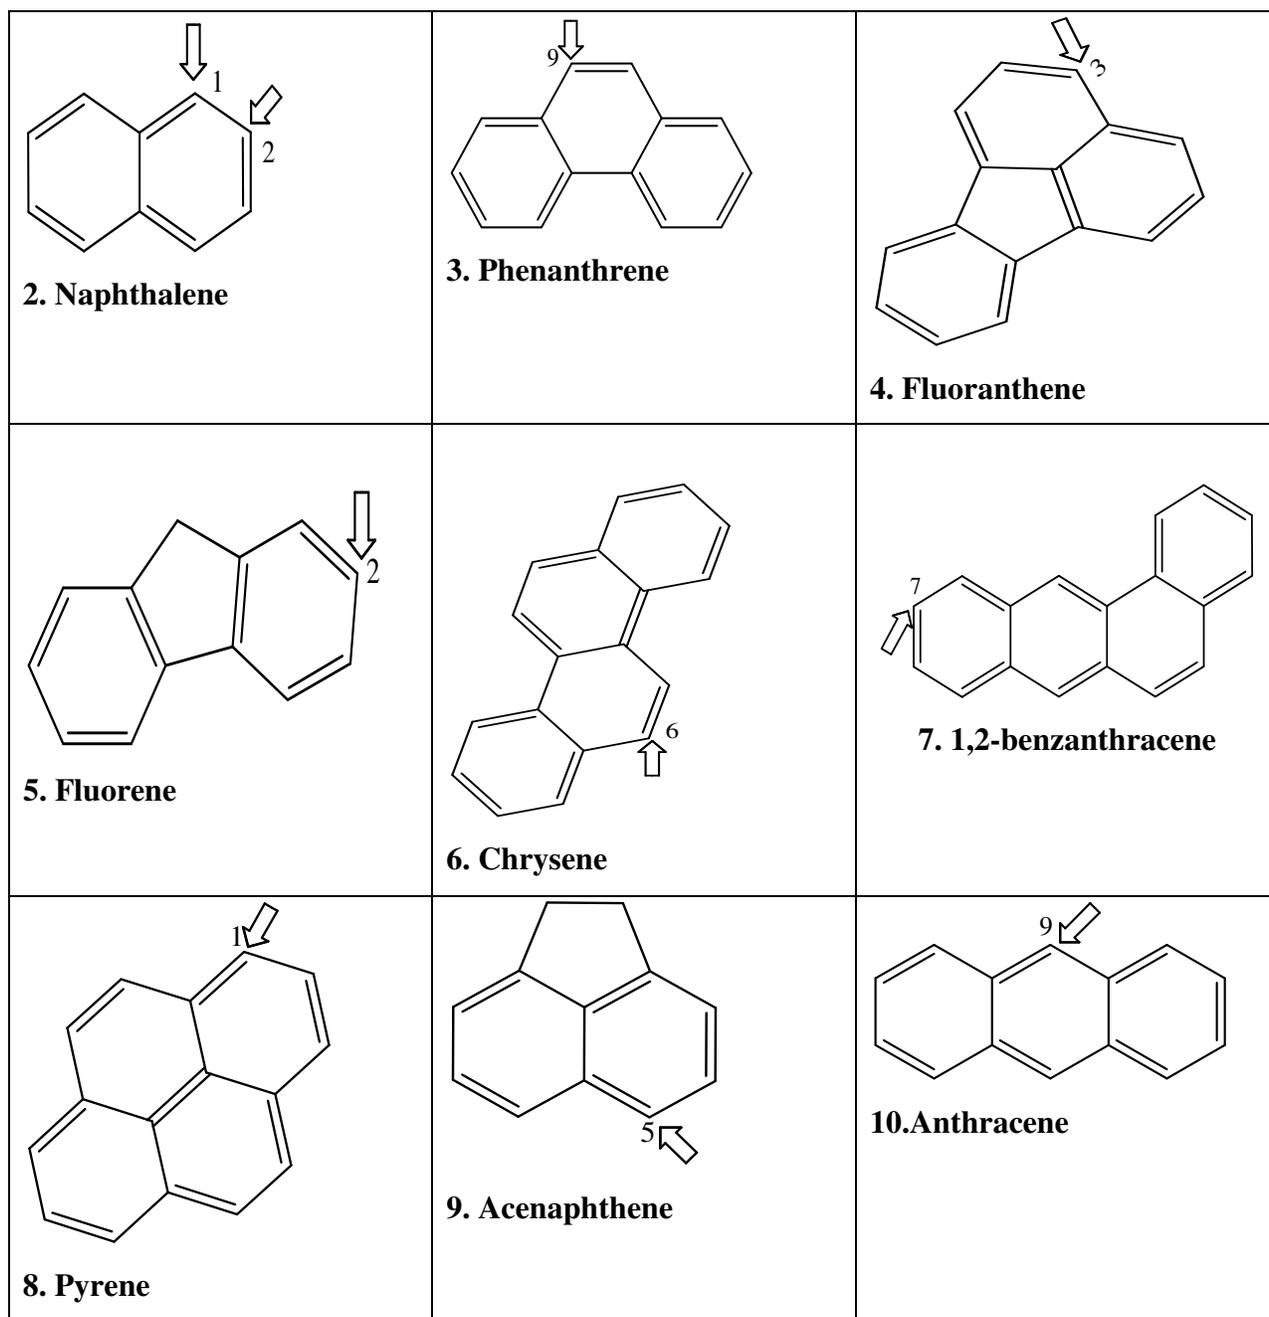 1
2
2. Naphthalene
9
3. Phenanthrene
3
4. Fluoranthene
2
5. Fluorene
6
6. Chrysene
7
7. 1,2-benzanthracene
1
8. Pyrene
5
9. Acenaphthene
9
10.Anthracene